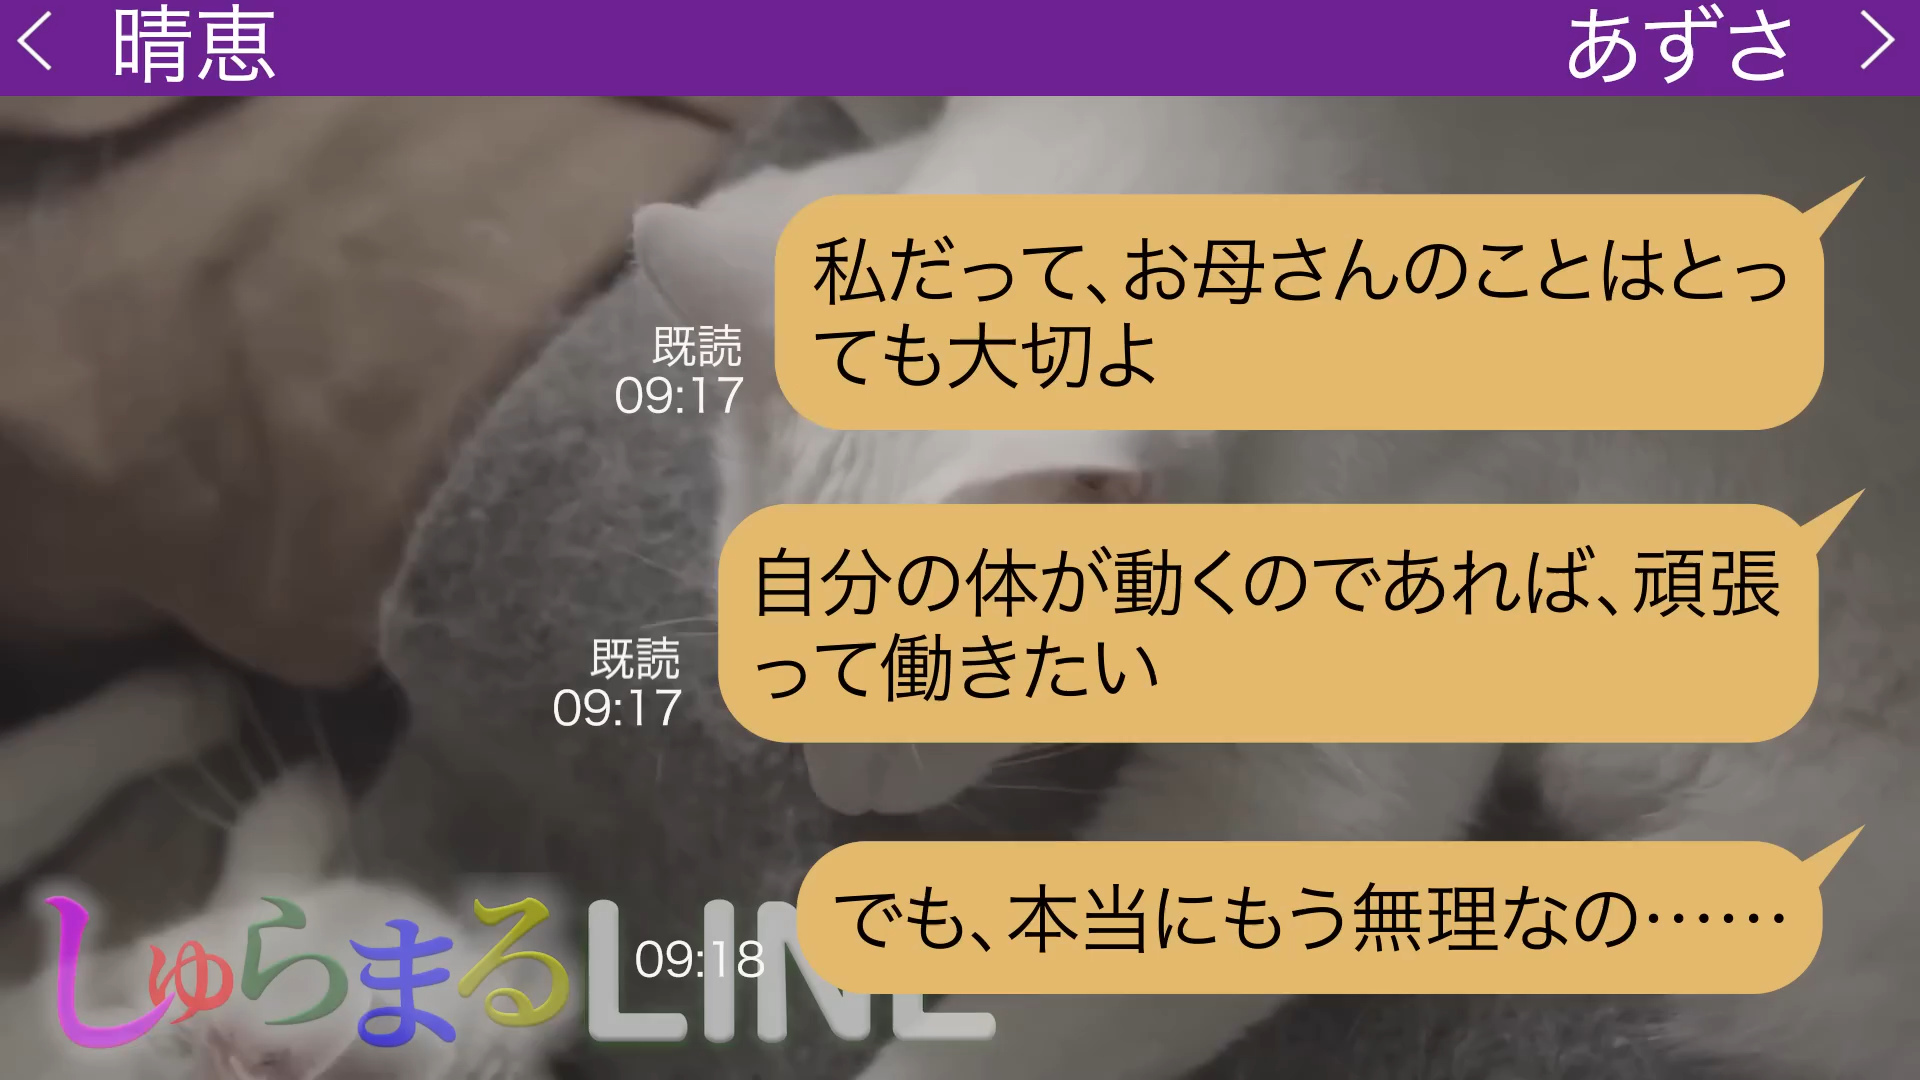 晴恵
あずさ
私だって、お母さんのことはとっ
ても大切よ
既読
09:17
自分の体が動くのであれば、頑張
って働きたい
既読
09:17
でも、本当にもう無理なの……
09:18
しゅらまるLINE